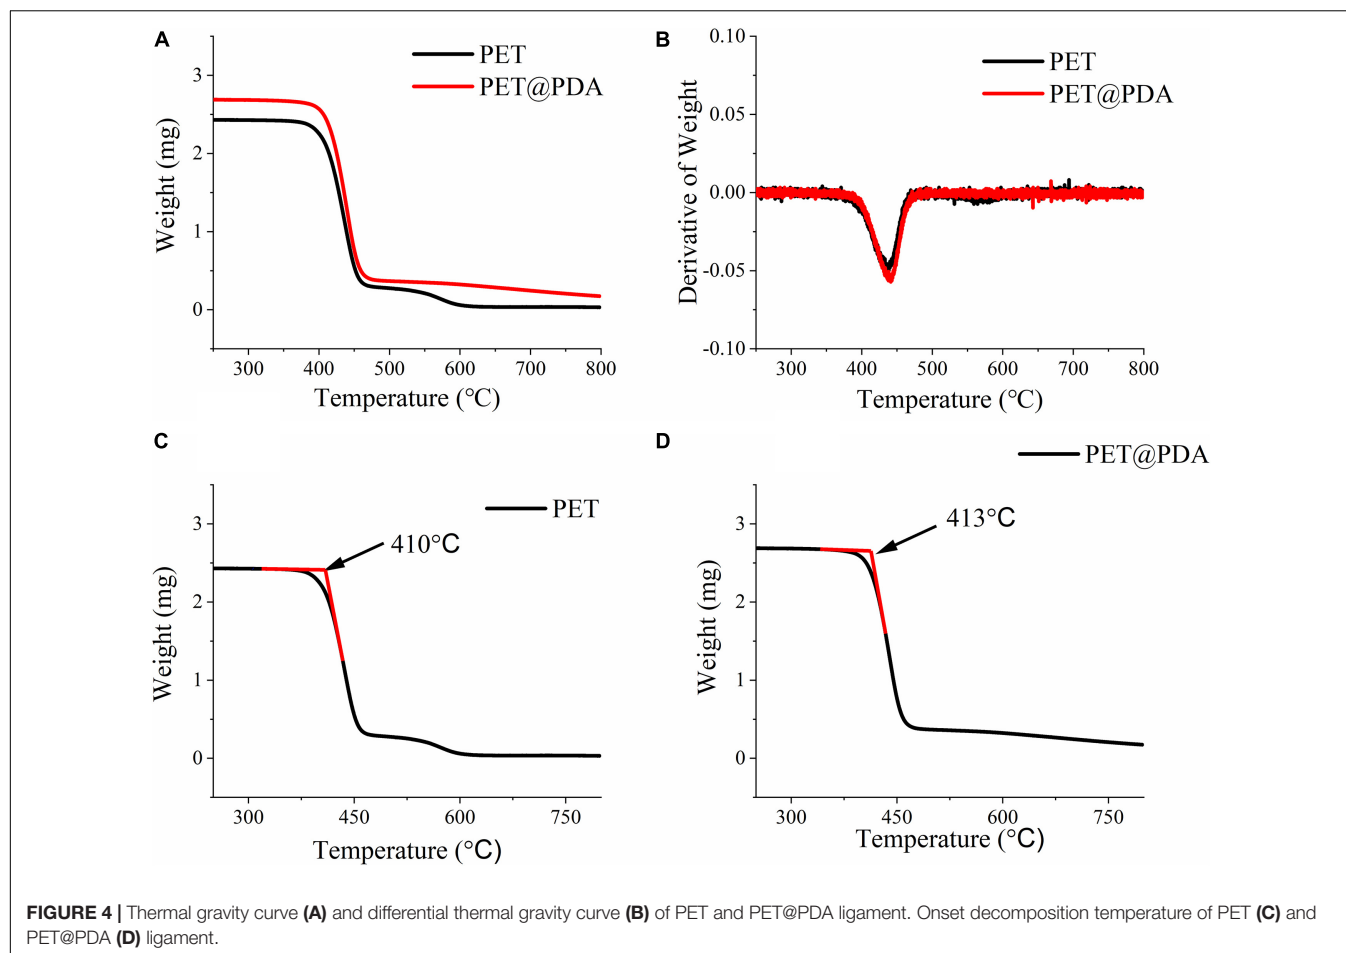 A
PET
PET@PDA
3
2
1
0
Weight (mg)
300 400 500 600 700 800
Temperature (℃)
B
PET
PET@PDA
0.10
0.05
0.00
-0.05
-0.10
Derivative of Weight
300 400 500 600 700 800
Temperature (℃)
C
PET
410°C
3
2
1
0
Weight (mg)
300 450 600 750
Temperature (°C)
D
PET@PDA
413°C
3
2
1
0
Weight (mg)
300 450 600 750
Temperature (°C)
FIGURE 4 | Thermal gravity curve (A) and differential thermal gravity curve (B) of PET and PET@PDA ligament. Onset decomposition temperature of PET (C) and
PET@PDA (D) ligament.